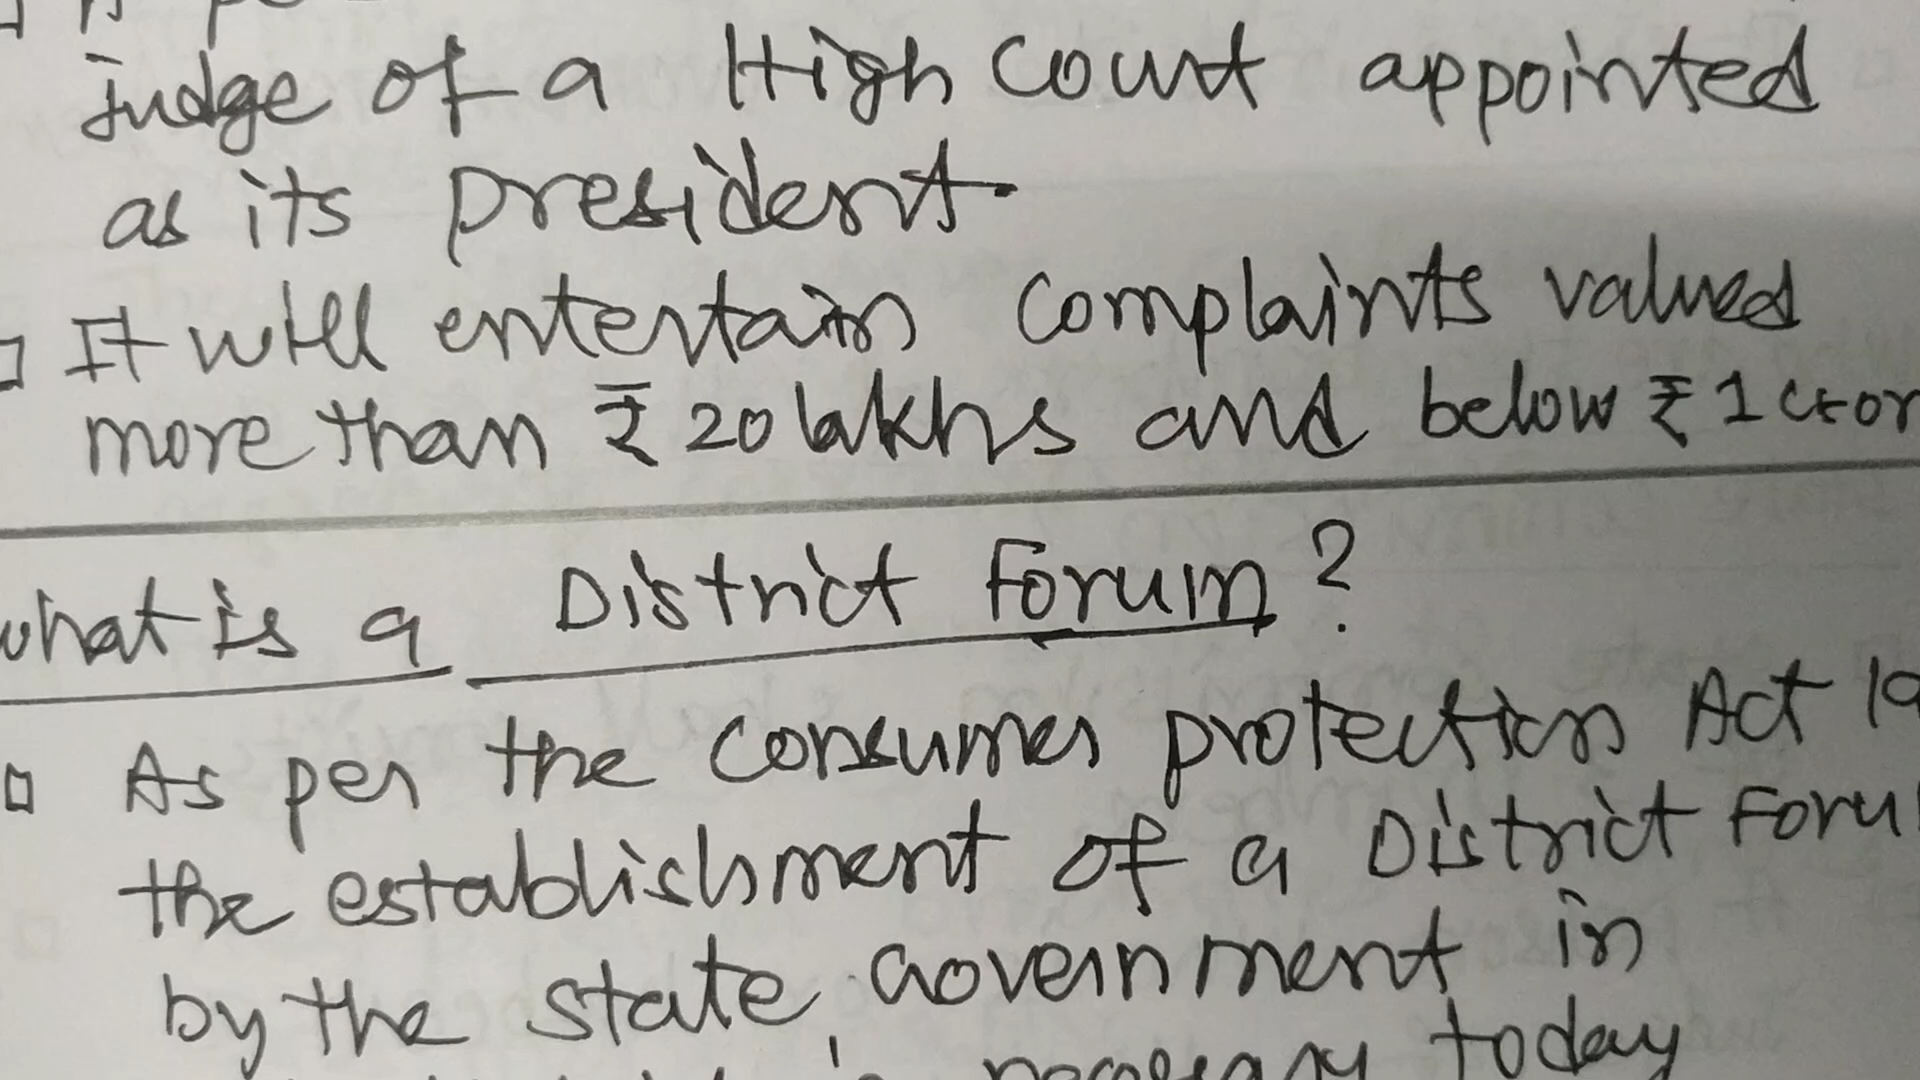 judge of a High Court appointed
as its president.
It will entertain complaints valued
more than ₹ 20 lakhs and below ₹ 1 cror
what is a District Forum?
As per the consumer protection Act 19
the establishment of a District Foru
by the state Government in
necessary today